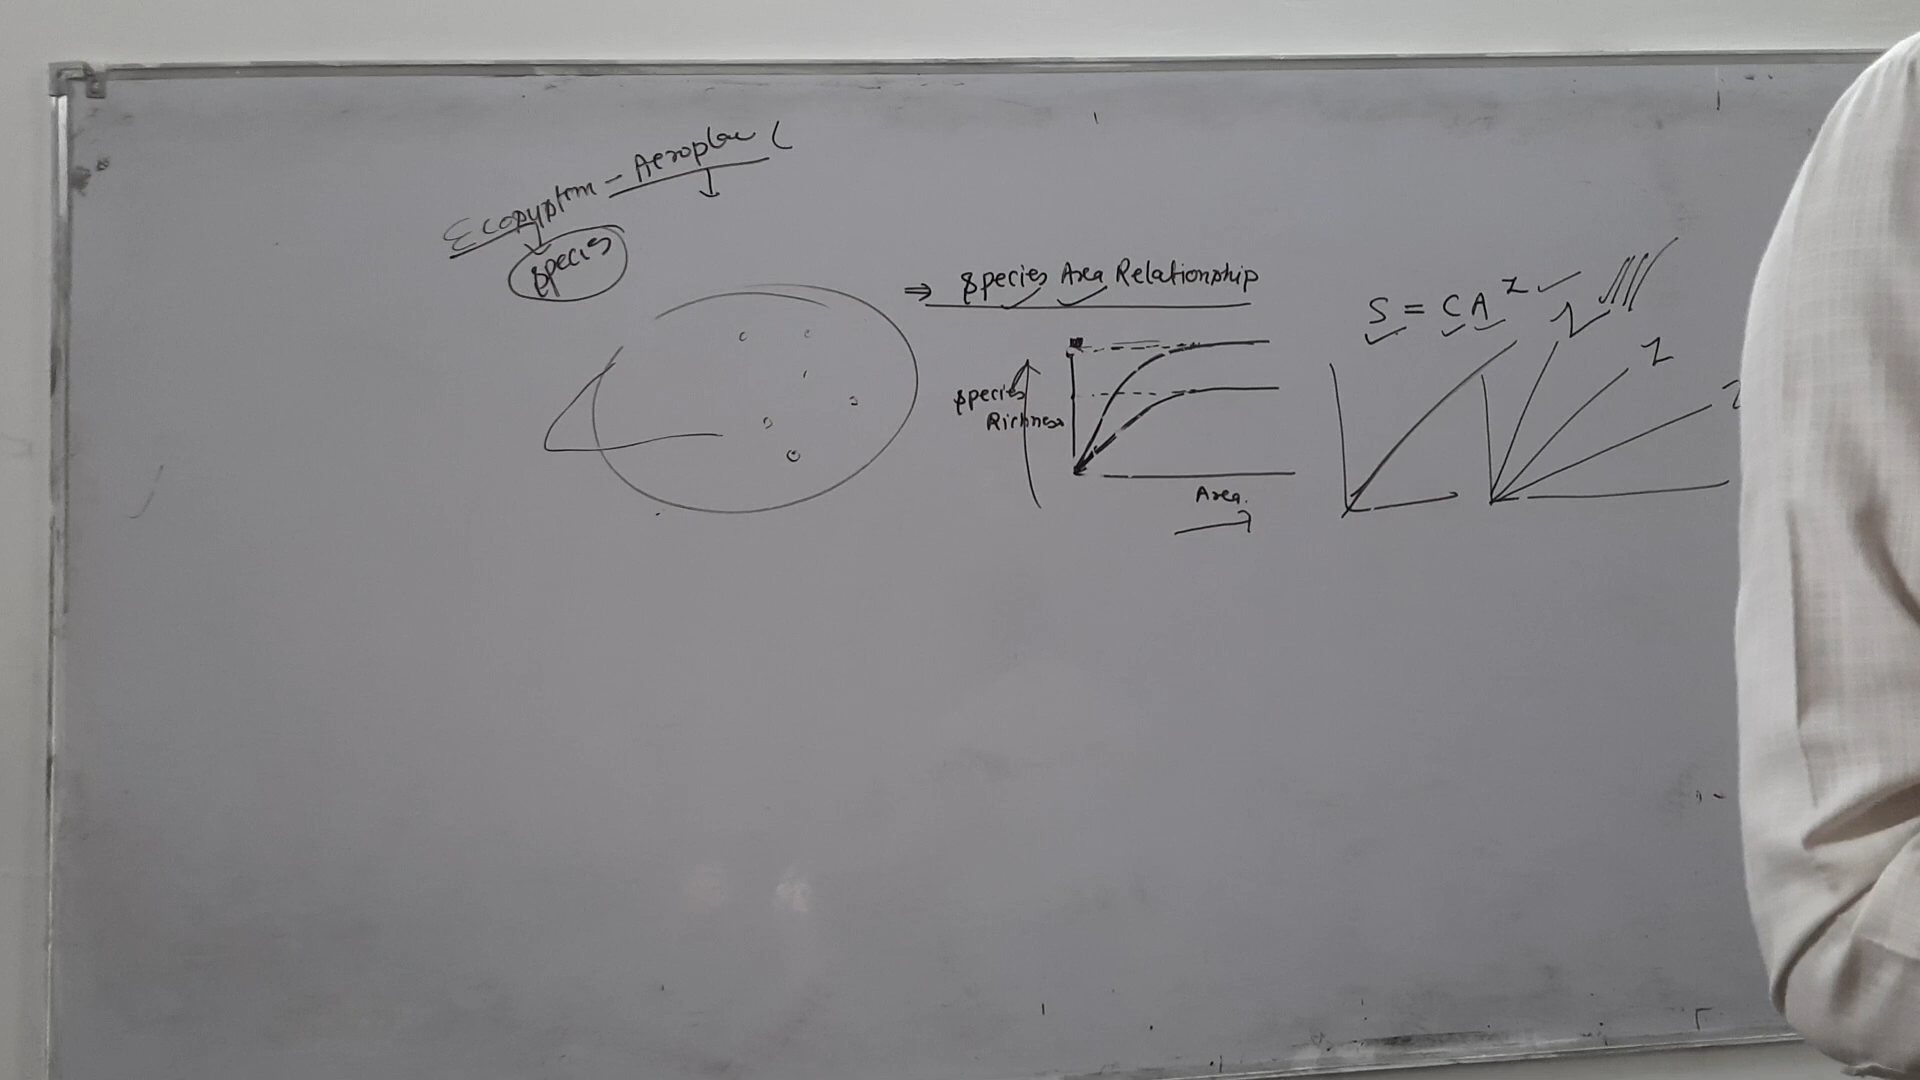 Ecosystem - Aeroplane (
Species
⇒ Species Area Relationship
Species
Richness
Area.
S = CA^z
Z
Z